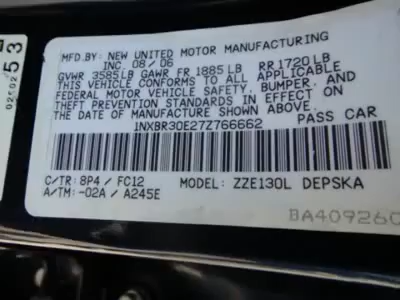 MFD.BY: NEW UNITED MOTOR MANUFACTURING
INC. 08/06
GVWR 3585LB GAWR FR 1885LB RR 1720LB
THIS VEHICLE CONFORMS TO ALL APPLICABLE
FEDERAL MOTOR VEHICLE SAFETY, BUMPER, AND
THEFT PREVENTION STANDARDS IN EFFECT ON
THE DATE OF MANUFACTURE SHOWN ABOVE.
1NXBR30E27Z766662 PASS CAR
C/TR: 8P4 / FC12 MODEL: ZZE130L DEPSKA
A/TM: -02A / A245E
BA409260
53